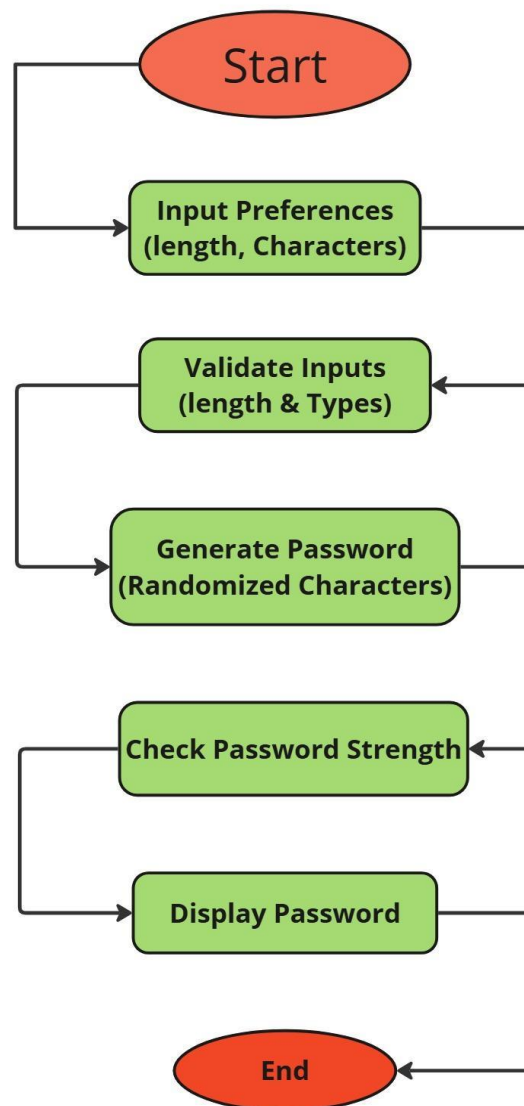 Start
Input Preferences
(length, Characters)
Validate Inputs
(length & Types)
Generate Password
(Randomized Characters)
Check Password Strength
Display Password
End